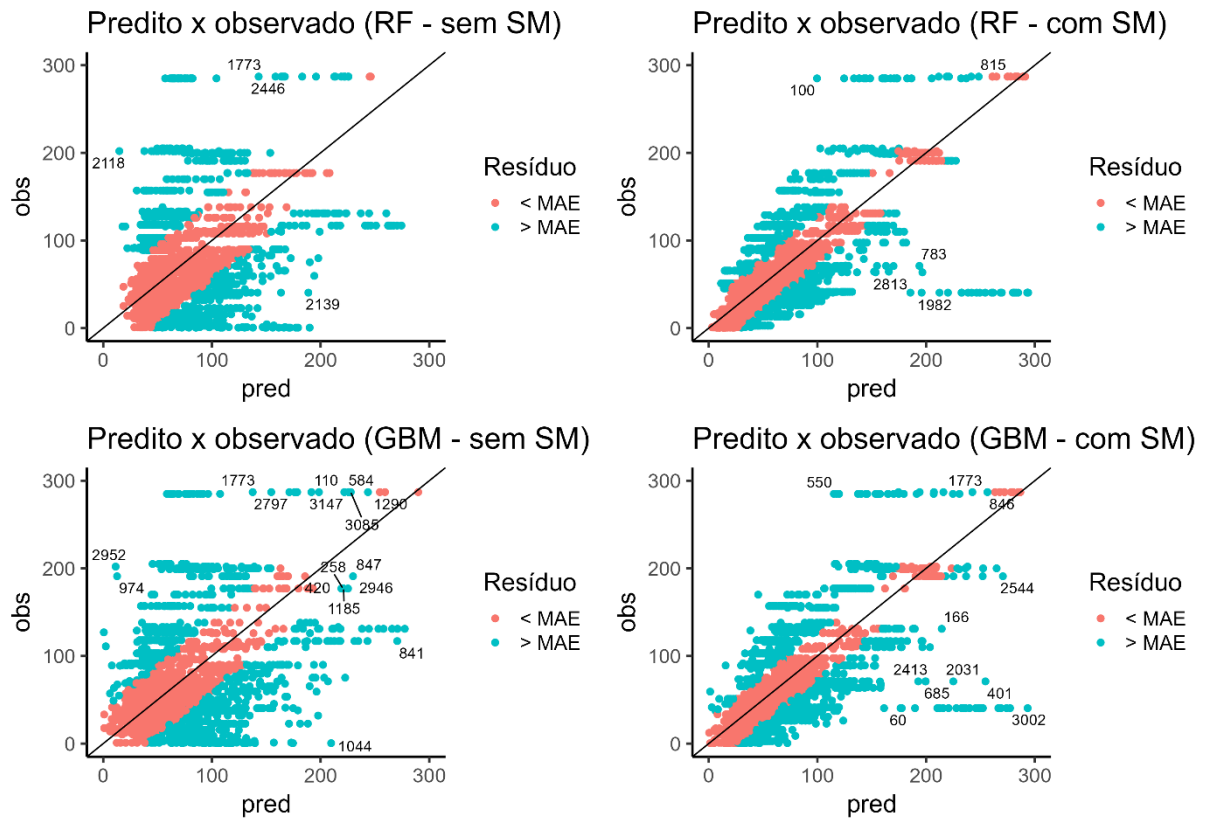 Predito x observado (RF - sem SM)
300
200
100
0
obs
1773
2446
2118
2139
0
100
200
300
pred
Resíduo
< MAE
> MAE
Predito x observado (RF - com SM)
300
200
100
0
obs
815
100
783
2813
1982
0
100
200
300
pred
Resíduo
< MAE
> MAE
Predito x observado (GBM - sem SM)
300
200
100
0
obs
1773
110
584
2797
3147
1290
3085
2952
974
258
847
420
2946
1185
841
1044
0
100
200
300
pred
Resíduo
< MAE
> MAE
Predito x observado (GBM - com SM)
300
200
100
0
obs
550
1773
846
2544
166
2413
2031
685
401
60
3002
0
100
200
300
pred
Resíduo
< MAE
> MAE